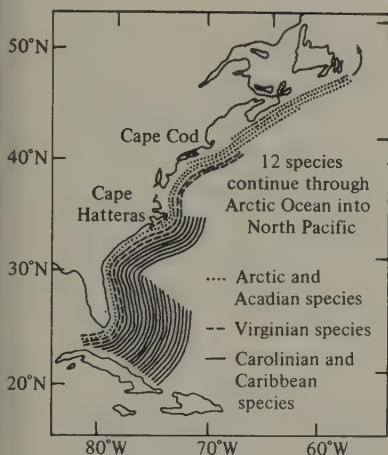 50°N
40°N
30°N
20°N
Cape Cod
Cape
Hatteras
12 species
continue through
Arctic Ocean into
North Pacific
Arctic and
Acadian species
Virginian species
Carolinian and
Caribbean
species
80°W
70°W
60°W